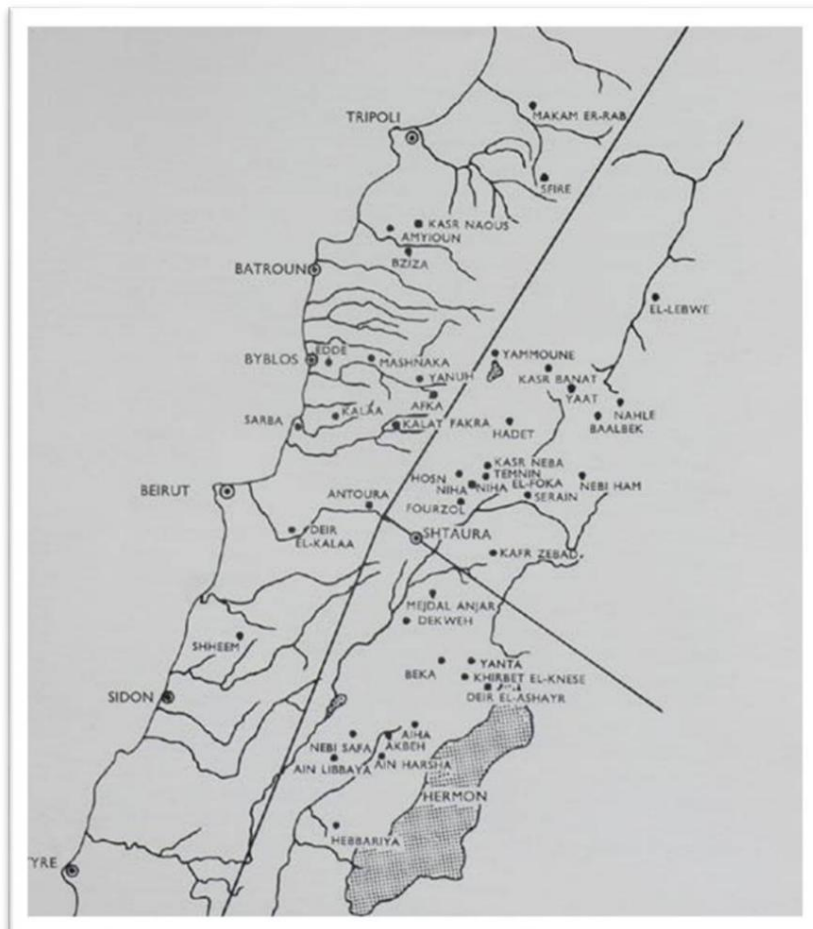 MAKAM ER-RAB
TRIPOLI
SFIRE
KASR NAOUS
AMYIOUN
BZIZA
BATROUN
EL-LEBWE
EDDE
BYBLOS
MASHNAKA
YAMMOUNE
YANUH
KASR BANAT
YAAT
AFKA
KALAA
NAHLE
SARBA
KALAT FAKRA
HADET
BAALBEK
KASR NEBA
HOSN
TEMNIN
EL-FOKA
NIHA
NIHA
NEBI HAM
BEIRUT
ANTOURA
SERAIN
FOURZOL
DEIR
EL-KALAA
SHTAURA
KAFR ZEBAD
MEJDAL ANJAR
DEKWEH
SHHEEM
BEKA
YANTA
KHIRBET EL-KNESE
SIDON
DEIR EL-ASHAYR
AIHA
NEBI SAFA
AKBEH
AIN LIBBAYA
AIN HARSHA
HERMON
HEBBARIYA
TYRE